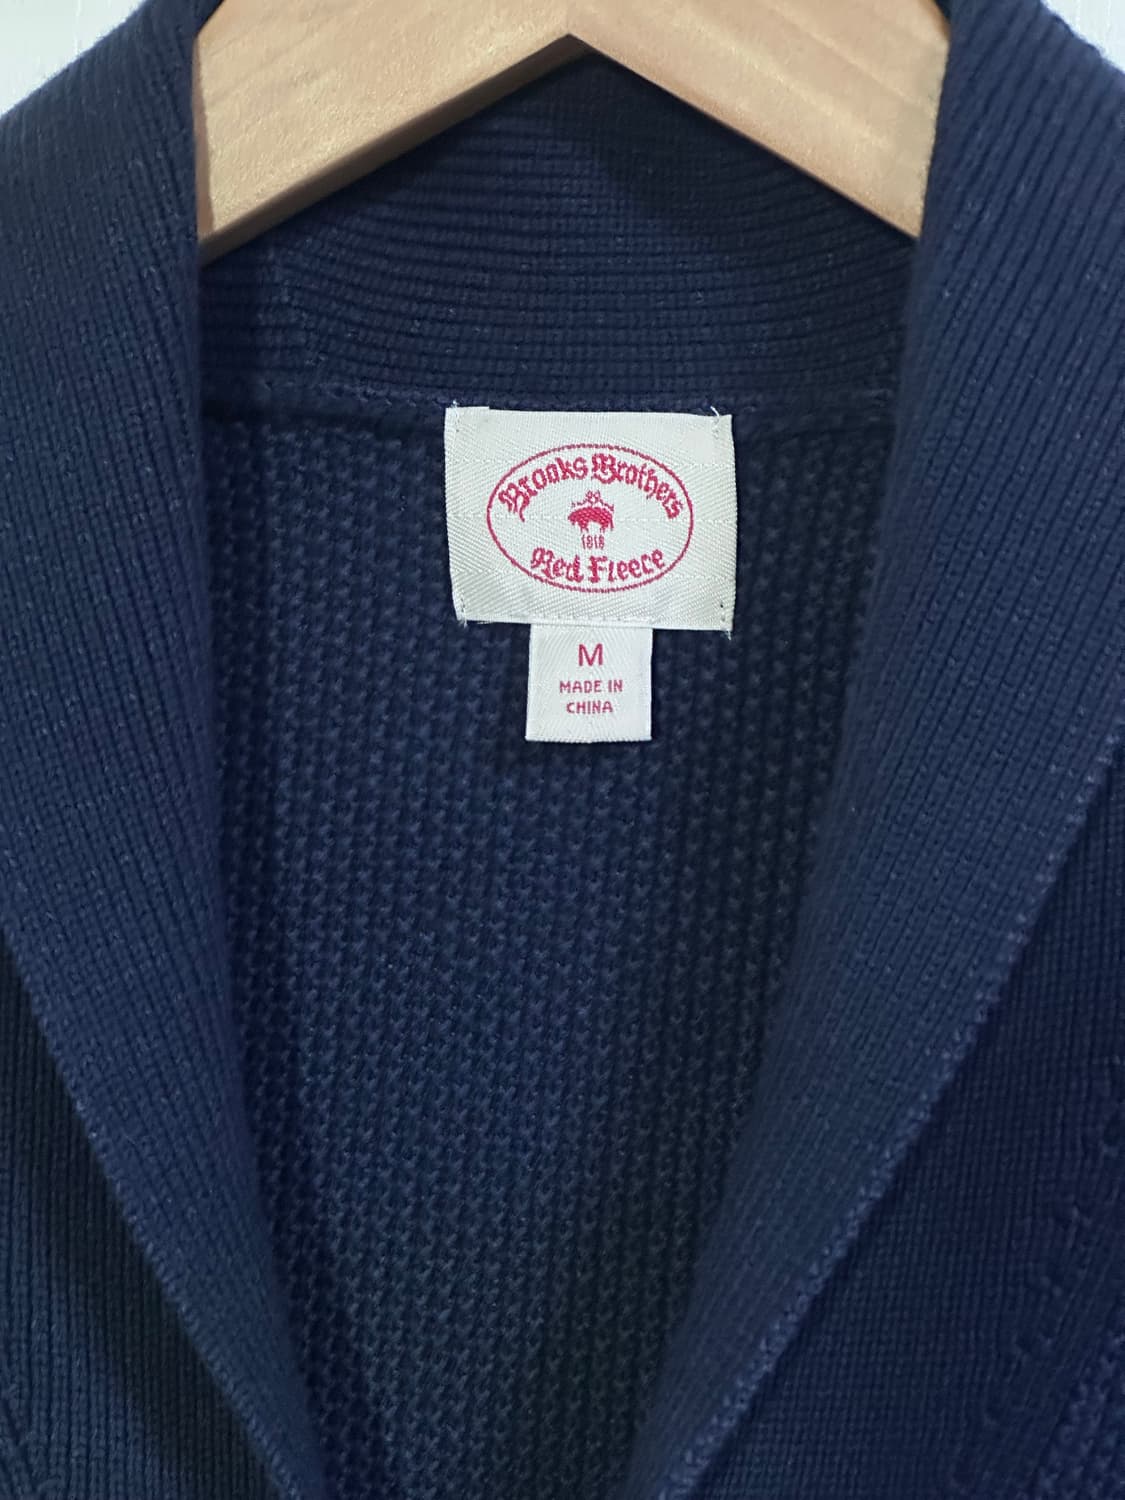 Brooks Brothers
1818
Red Fleece
M
MADE IN
CHINA